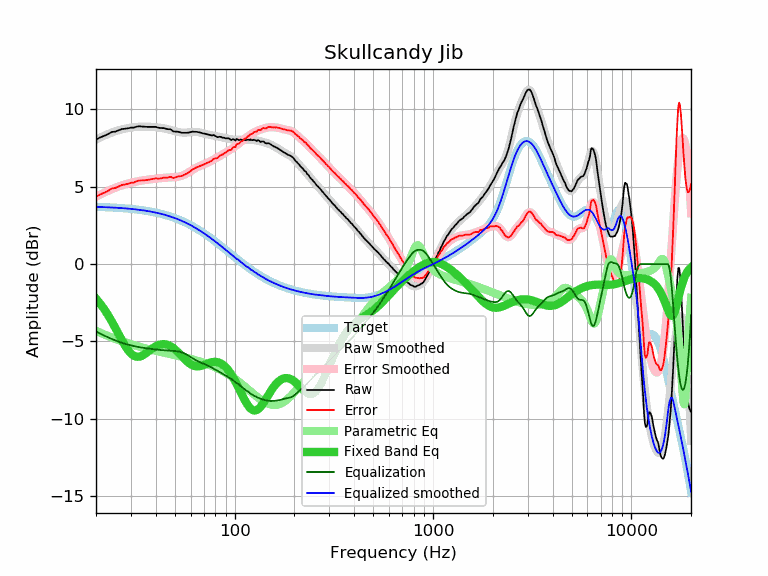 Skullcandy Jib
10
5
0
−5
−10
−15
Amplitude (dBr)
Target
Raw Smoothed
Error Smoothed
Raw
Error
Parametric Eq
Fixed Band Eq
Equalization
Equalized smoothed
100
1000
10000
Frequency (Hz)